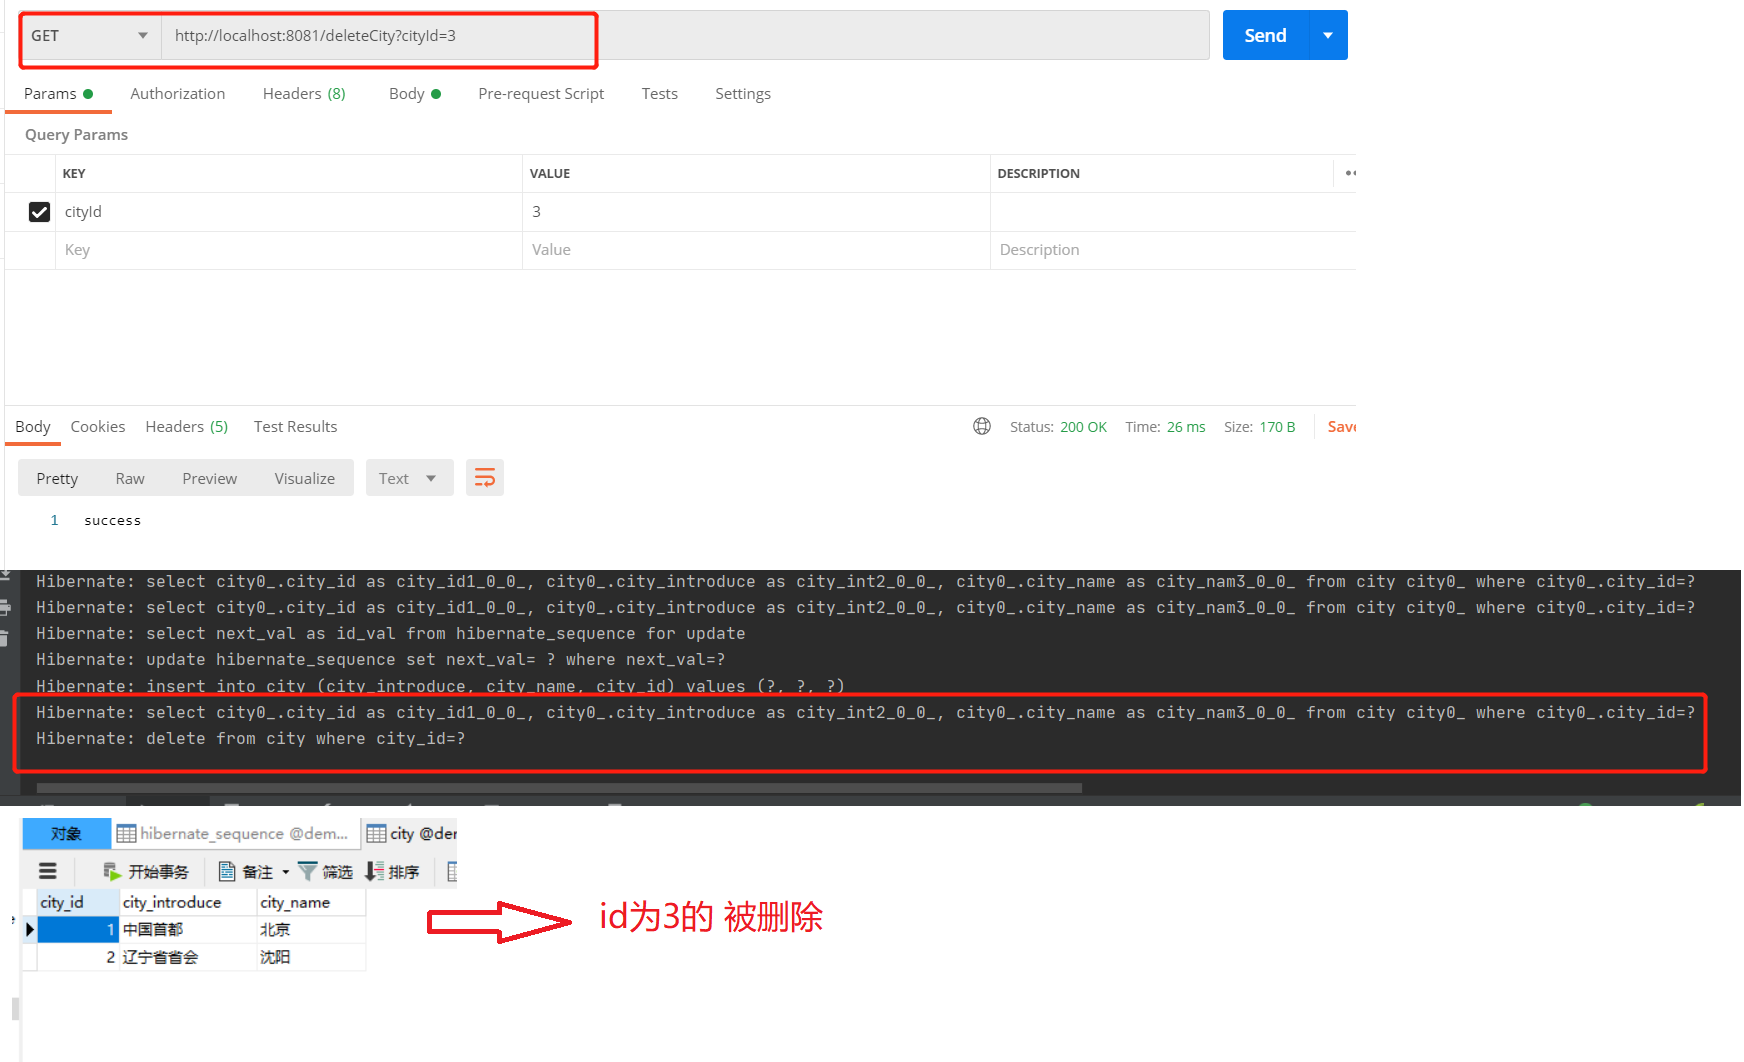 GET http://localhost:8081/deleteCity?cityId=3 Send
Params Authorization Headers (8) Body Pre-request Script Tests Settings
Query Params
KEY VALUE DESCRIPTION
cityId 3
Key Value Description
Body Cookies Headers (5) Test Results Status: 200 OK Time: 26 ms Size: 170 B Save
Pretty Raw Preview Visualize Text
1 success
Hibernate: select city0_.city_id as city_id1_0_0_, city0_.city_introduce as city_int2_0_0_, city0_.city_name as city_nam3_0_0_ from city city0_ where city0_.city_id=?
Hibernate: select city0_.city_id as city_id1_0_0_, city0_.city_introduce as city_int2_0_0_, city0_.city_name as city_nam3_0_0_ from city city0_ where city0_.city_id=?
Hibernate: select next_val as id_val from hibernate_sequence for update
Hibernate: update hibernate_sequence set next_val= ? where next_val=?
Hibernate: insert into city (city_introduce, city_name, city_id) values (?, ?, ?)
Hibernate: select city0_.city_id as city_id1_0_0_, city0_.city_introduce as city_int2_0_0_, city0_.city_name as city_nam3_0_0_ from city city0_ where city0_.city_id=?
Hibernate: delete from city where city_id=?
对象 hibernate_sequence @dem... city @der
开始事务 备注 筛选 排序
city_id city_introduce city_name
1 中国首都 北京
2 辽宁省省会 沈阳
id为3的 被删除